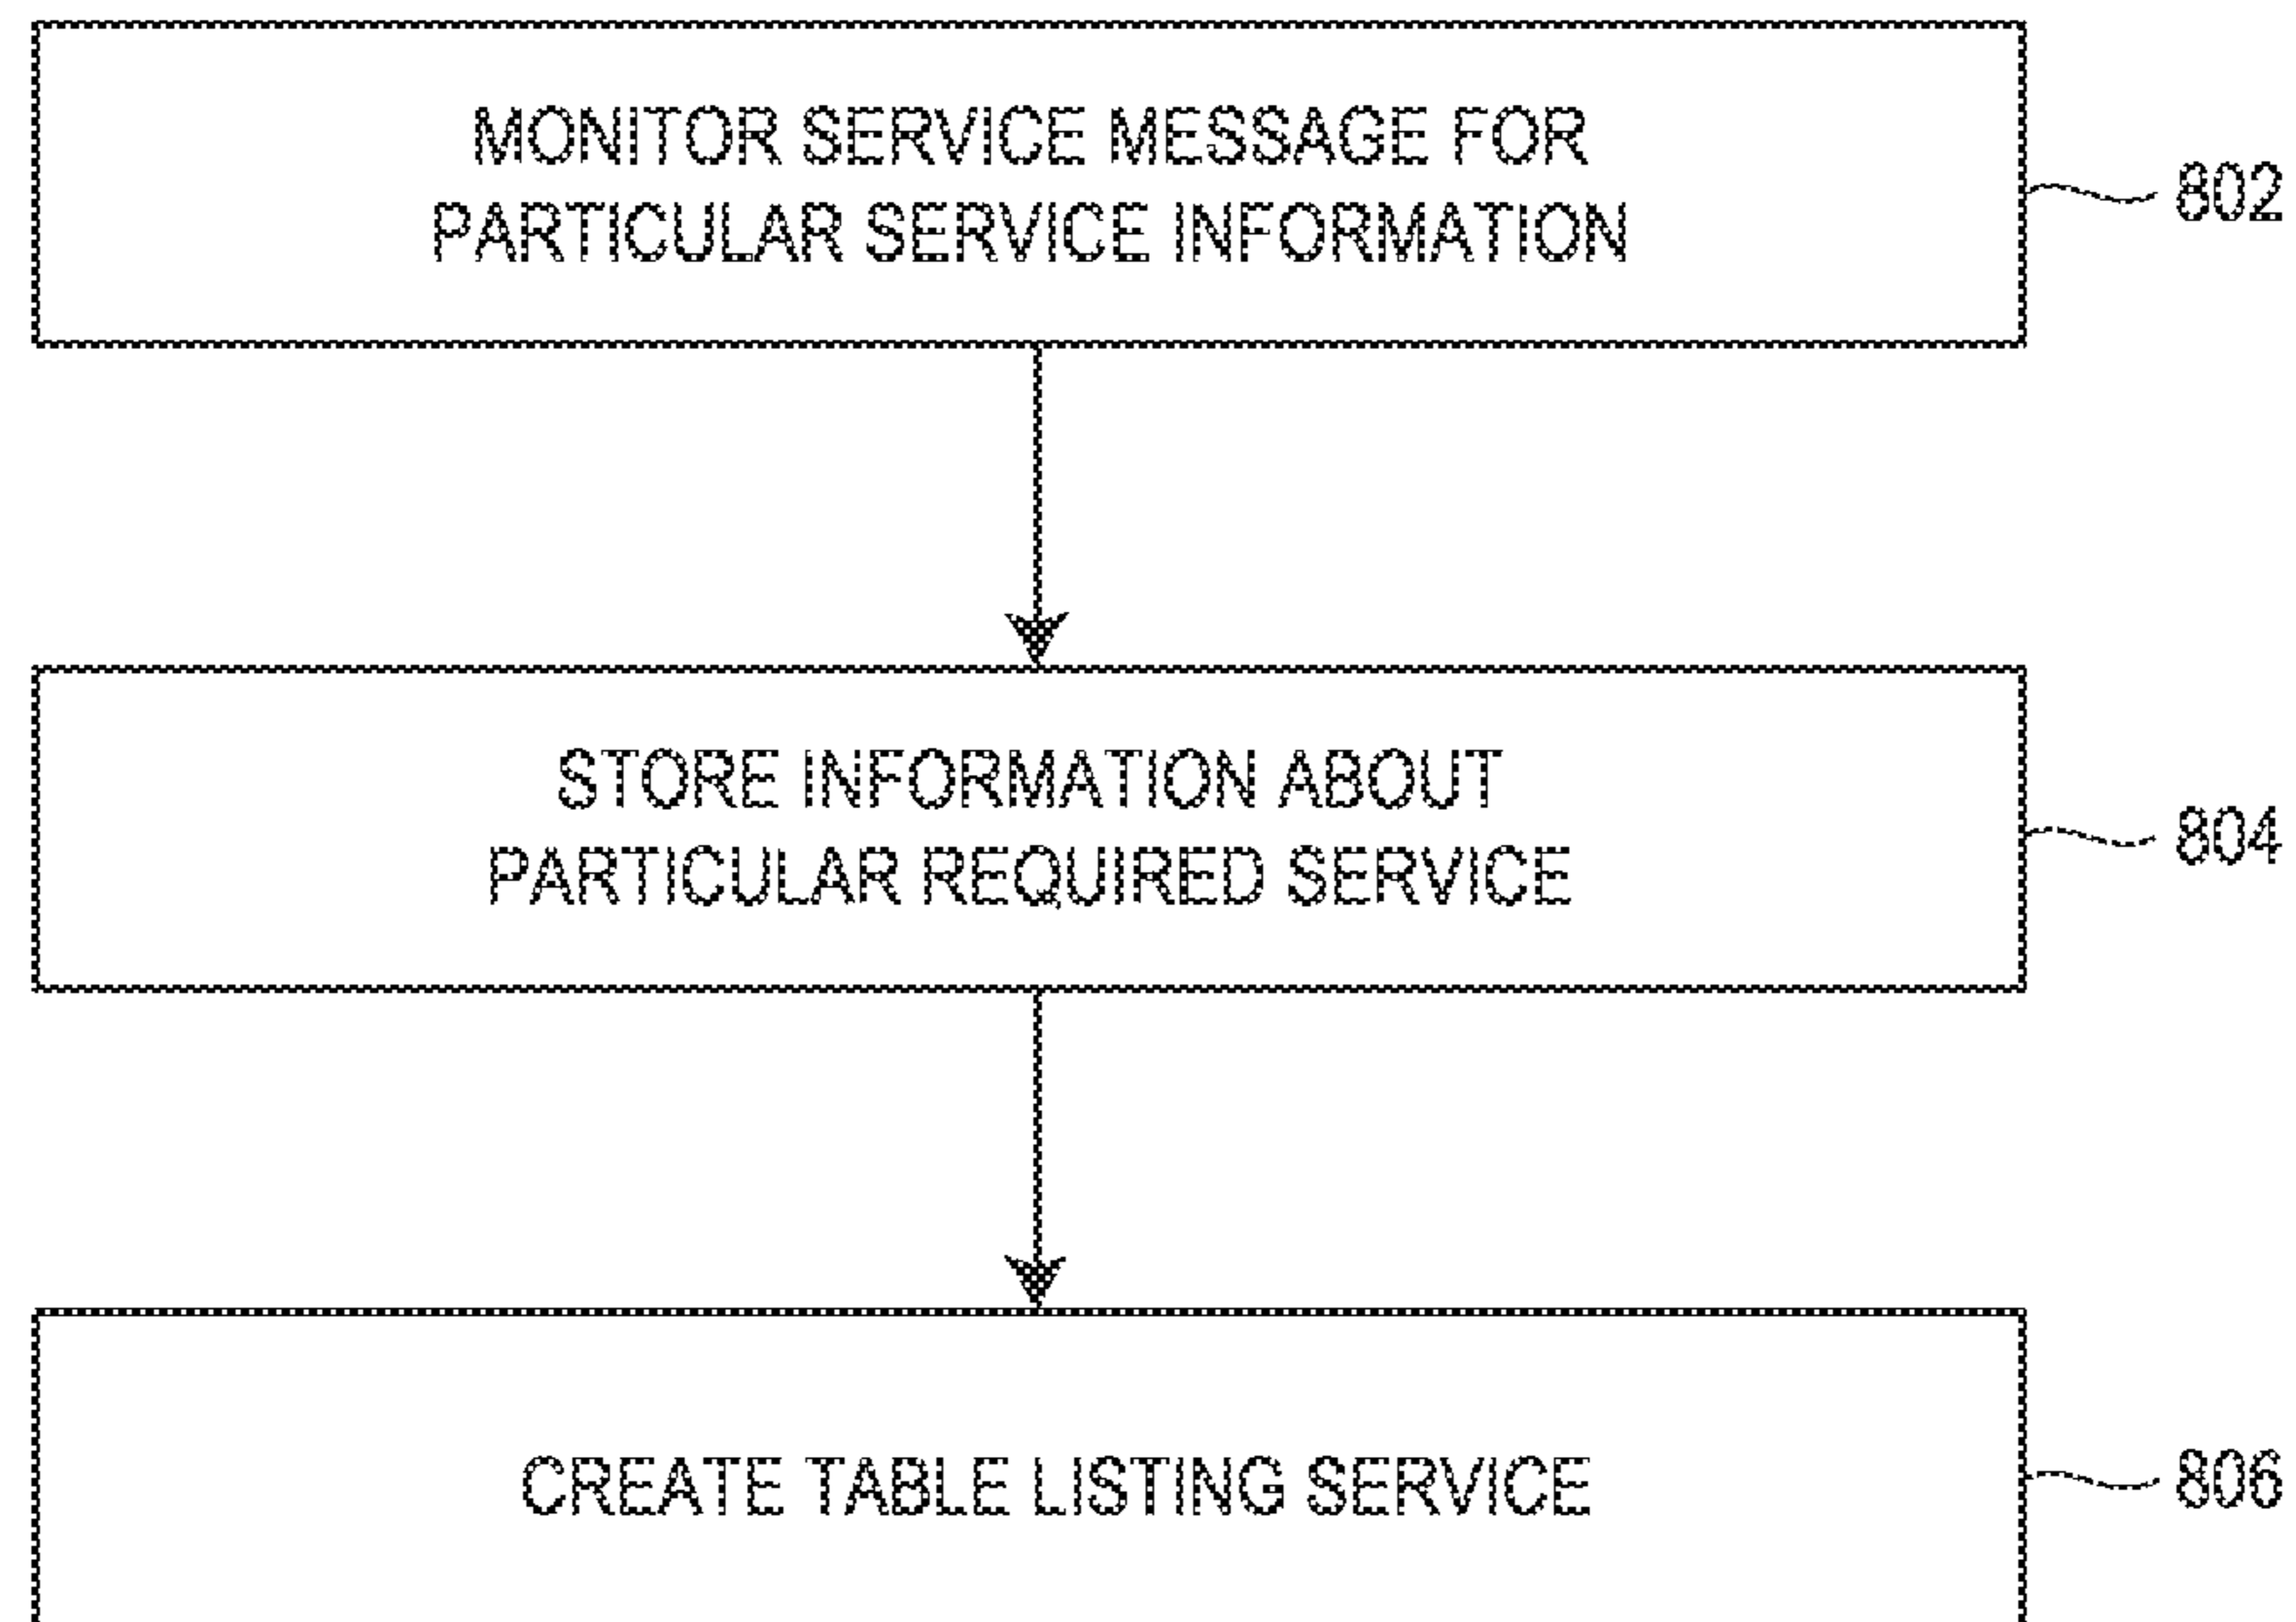 MONITOR SERVICE MESSAGE FOR
PARTICULAR SERVICE INFORMATION
802
STORE INFORMATION ABOUT
PARTICULAR REQUIRED SERVICE
804
CREATE TABLE LISTING SERVICE
806